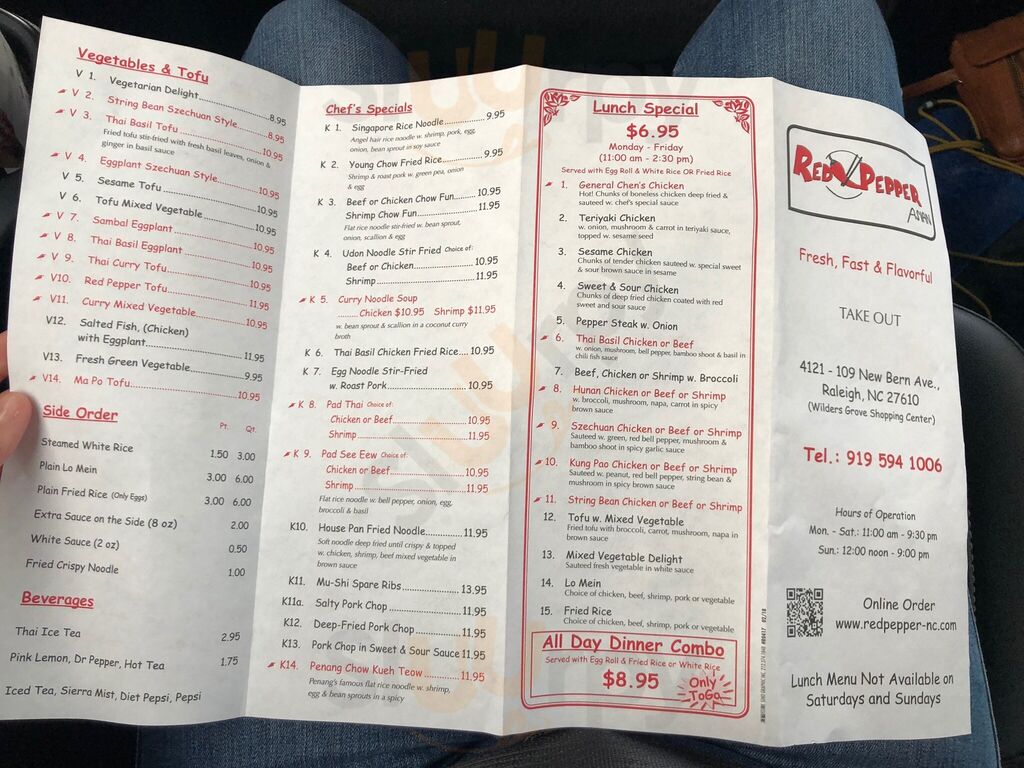 Vegetables & Tofu
V 1. Vegetarian Delight 8.95
V 2. String Bean Szechuan Style 8.95
V 3. Thai Basil Tofu 10.95
Fried tofu stir-fried with fresh basil leaves, onion &
ginger in basil sauce
V 4. Eggplant Szechuan Style 10.95
V 5. Sesame Tofu 10.95
V 6. Tofu Mixed Vegetable 10.95
V 7. Sambal Eggplant 10.95
V 8. Thai Basil Eggplant 10.95
V 9. Thai Curry Tofu 10.95
V10. Red Pepper Tofu 11.95
V11. Curry Mixed Vegetable 10.95
V12. Salted Fish, (Chicken)
with Eggplant 11.95
V13. Fresh Green Vegetable 9.95
V14. Ma Po Tofu 10.95
Side Order
Pt. Qt.
Steamed White Rice 1.50 3.00
Plain Lo Mein 3.00 6.00
Plain Fried Rice (Only Eggs) 3.00 6.00
Extra Sauce on the Side (8 oz) 2.00
White Sauce (2 oz) 0.50
Fried Crispy Noodle 1.00
Beverages
Thai Ice Tea 2.95
Pink Lemon, Dr Pepper, Hot Tea 1.75
Iced Tea, Sierra Mist, Diet Pepsi, Pepsi
Chef's Specials
K 1. Singapore Rice Noodle 9.95
Angel hair rice noodle w. shrimp, pork, egg,
onion, bean sprout in soy sauce
K 2. Young Chow Fried Rice 9.95
Shrimp & roast pork w. green pea, onion
& egg
K 3. Beef or Chicken Chow Fun 10.95
Shrimp Chow Fun 11.95
Flat rice noodle stir-fried w. bean sprout,
onion, scallion & egg
K 4. Udon Noodle Stir Fried Choice of:
Beef or Chicken 10.95
Shrimp 11.95
K 5. Curry Noodle Soup
Chicken $10.95 Shrimp $11.95
w. bean sprout & scallion in a coconut curry
broth
K 6. Thai Basil Chicken Fried Rice 10.95
K 7. Egg Noodle Stir-Fried
w. Roast Pork 10.95
K 8. Pad Thai Choice of:
Chicken or Beef 10.95
Shrimp 11.95
K 9. Pad See Eew Choice of:
Chicken or Beef 10.95
Shrimp 11.95
Flat rice noodle w. bell pepper, onion, egg,
broccoli & basil
K10. House Pan Fried Noodle 11.95
Soft noodle deep fried until crispy & topped
w. chicken, shrimp, beef mixed vegetable in
brown sauce
K11. Mu-Shi Spare Ribs 13.95
K11a. Salty Pork Chop 11.95
K12. Deep-Fried Pork Chop 11.95
K13. Pork Chop in Sweet & Sour Sauce 11.95
K14. Penang Chow Kueh Teow 11.95
Penang's famous flat rice noodle w. shrimp,
egg & bean sprouts in a spicy
Lunch Special
$6.95
Monday - Friday
(11:00 am - 2:30 pm)
Served with Egg Roll & White Rice OR Fried Rice
1. General Chen's Chicken
Hot! Chunks of boneless chicken deep fried &
sauteed w. chef's special sauce
2. Teriyaki Chicken
w. onion, mushroom & carrot in teriyaki sauce,
topped w. sesame seed
3. Sesame Chicken
Chunks of tender chicken sauteed w. special sweet
& sour brown sauce in sesame
4. Sweet & Sour Chicken
Chunks of deep fried chicken coated with red
sweet and sour sauce
5. Pepper Steak w. Onion
6. Thai Basil Chicken or Beef
w. onion, mushroom, bell pepper, bamboo shoot & basil in
chili fish sauce
7. Beef, Chicken or Shrimp w. Broccoli
8. Hunan Chicken or Beef or Shrimp
w. broccoli, mushroom, napa, carrot in spicy
brown sauce
9. Szechuan Chicken or Beef or Shrimp
Sauteed w. green, red bell pepper, mushroom &
bamboo shoot in spicy garlic sauce
10. Kung Pao Chicken or Beef or Shrimp
Sauteed w. peanut, red bell pepper, string bean &
mushroom in spicy brown sauce
11. String Bean Chicken or Beef or Shrimp
12. Tofu w. Mixed Vegetable
Fried tofu with broccoli, carrot, mushroom, napa in
brown sauce
13. Mixed Vegetable Delight
Sauteed fresh vegetable in white sauce
14. Lo Mein
Choice of chicken, beef, shrimp, pork or vegetable
15. Fried Rice
Choice of chicken, beef, shrimp, pork or vegetable
All Day Dinner Combo
Served with Egg Roll & Fried Rice or White Rice
$8.95
Only
ToGo
RED PEPPER
ASIAN
Fresh, Fast & Flavorful
TAKE OUT
4121 - 109 New Bern Ave.,
Raleigh, NC 27610
(Wilders Grove Shopping Center)
Tel.: 919 594 1006
Hours of Operation
Mon. - Sat.: 11:00 am - 9:30 pm
Sun.: 12:00 noon - 9:00 pm
Online Order
www.redpepper-nc.com
Lunch Menu Not Available on
Saturdays and Sundays